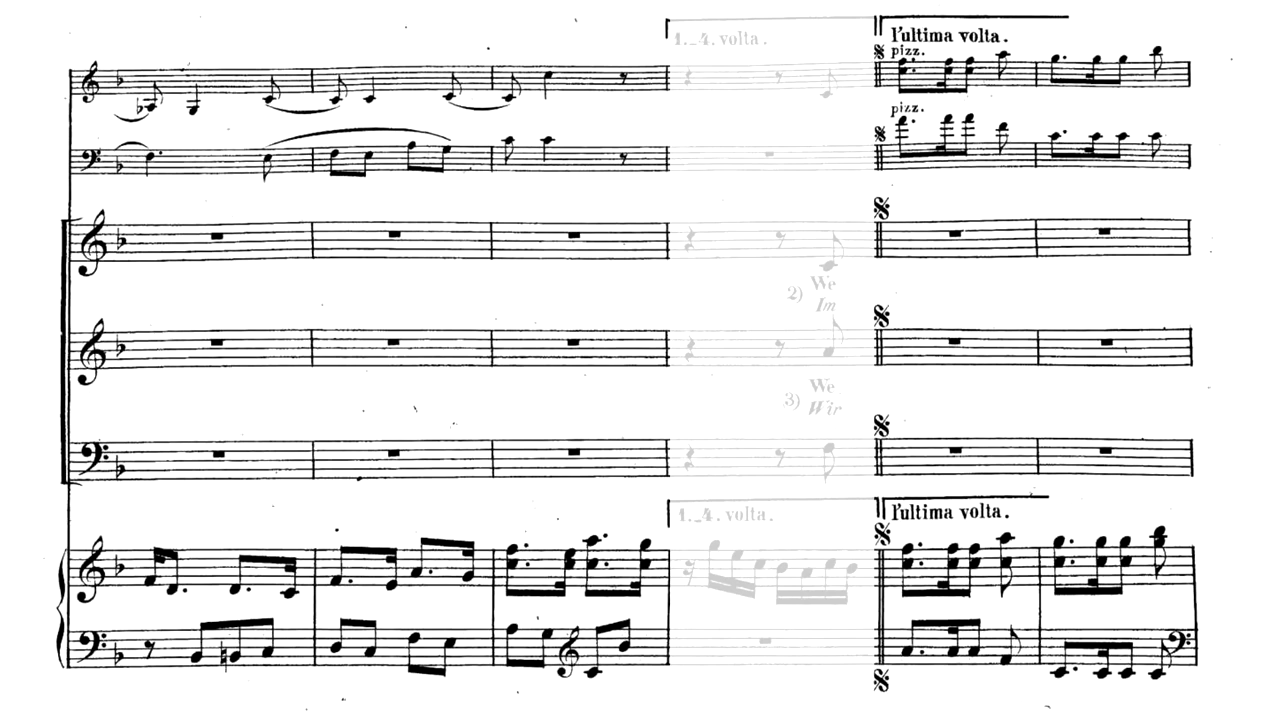 1._4. volta.
l'ultima volta.
pizz.
pizz.
2) We
Im
3) We
Wir
1._4. volta.
l'ultima volta.